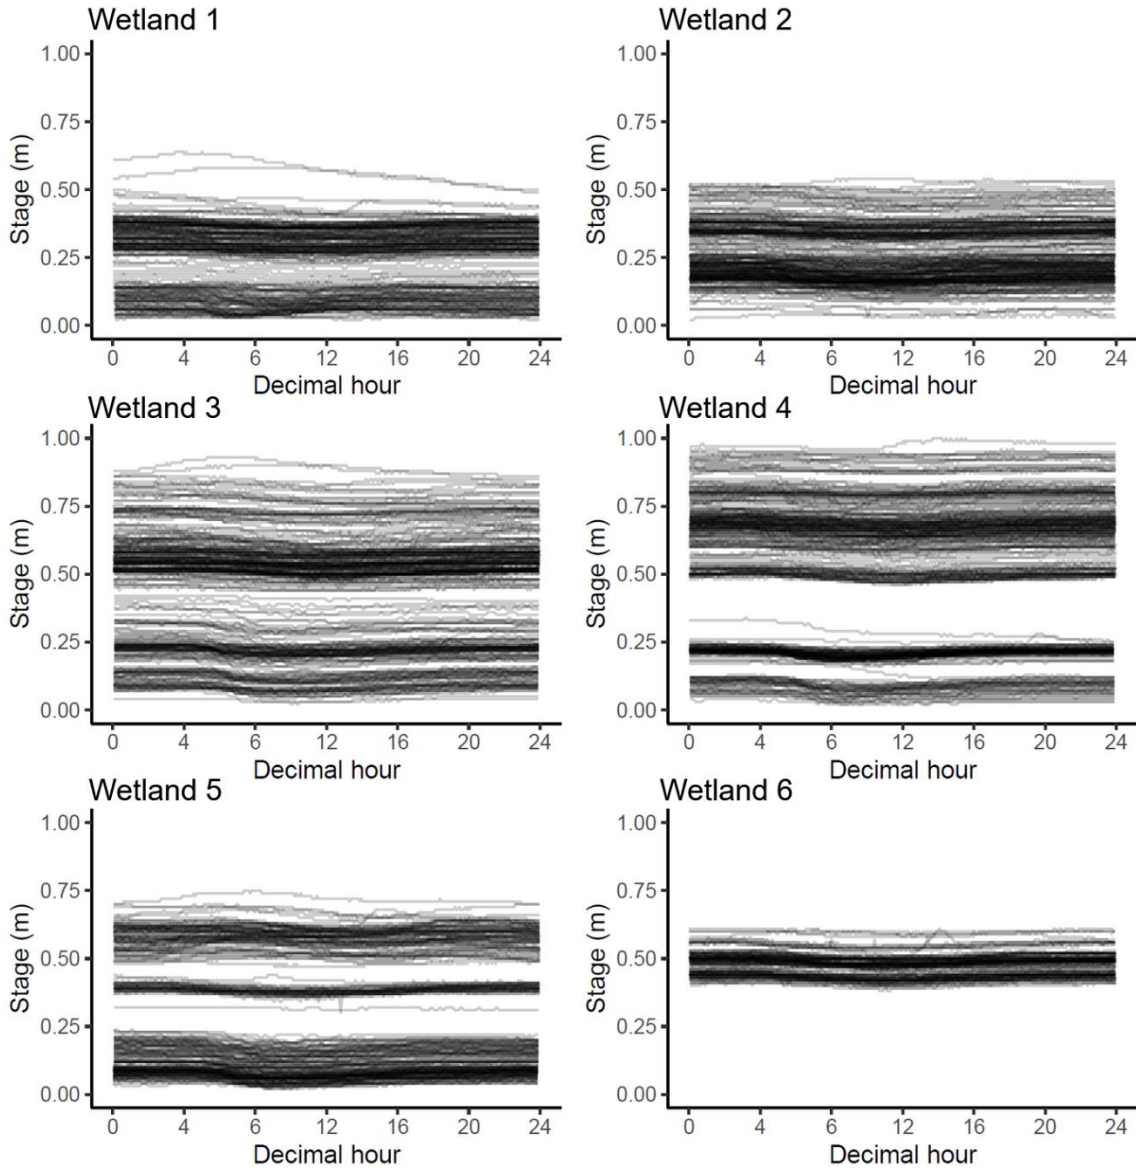 Wetland 1
1.00
0.75
0.50
0.25
0.00
Stage (m)
0 4 6 12 16 20 24
Decimal hour
Wetland 2
1.00
0.75
0.50
0.25
0.00
Stage (m)
0 4 6 12 16 20 24
Decimal hour
Wetland 3
1.00
0.75
0.50
0.25
0.00
Stage (m)
0 4 6 12 16 20 24
Decimal hour
Wetland 4
1.00
0.75
0.50
0.25
0.00
Stage (m)
0 4 6 12 16 20 24
Decimal hour
Wetland 5
1.00
0.75
0.50
0.25
0.00
Stage (m)
0 4 6 12 16 20 24
Decimal hour
Wetland 6
1.00
0.75
0.50
0.25
0.00
Stage (m)
0 4 6 12 16 20 24
Decimal hour